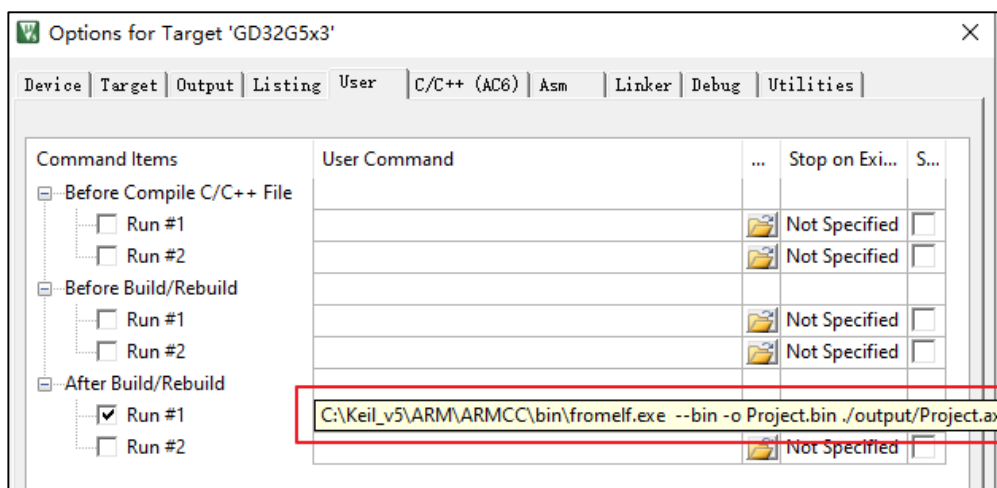 Options for Target 'GD32G5x3'
Device Target Output Listing User C/C++ (AC6) Asm Linker Debug Utilities
Command Items User Command ... Stop on Exi... S...
Before Compile C/C++ File
Run #1 Not Specified
Run #2 Not Specified
Before Build/Rebuild
Run #1 Not Specified
Run #2 Not Specified
After Build/Rebuild
Run #1 C:\Keil_v5\ARM\ARMCC\bin\fromelf.exe --bin -o Project.bin ./output/Project.ax
Run #2 Not Specified